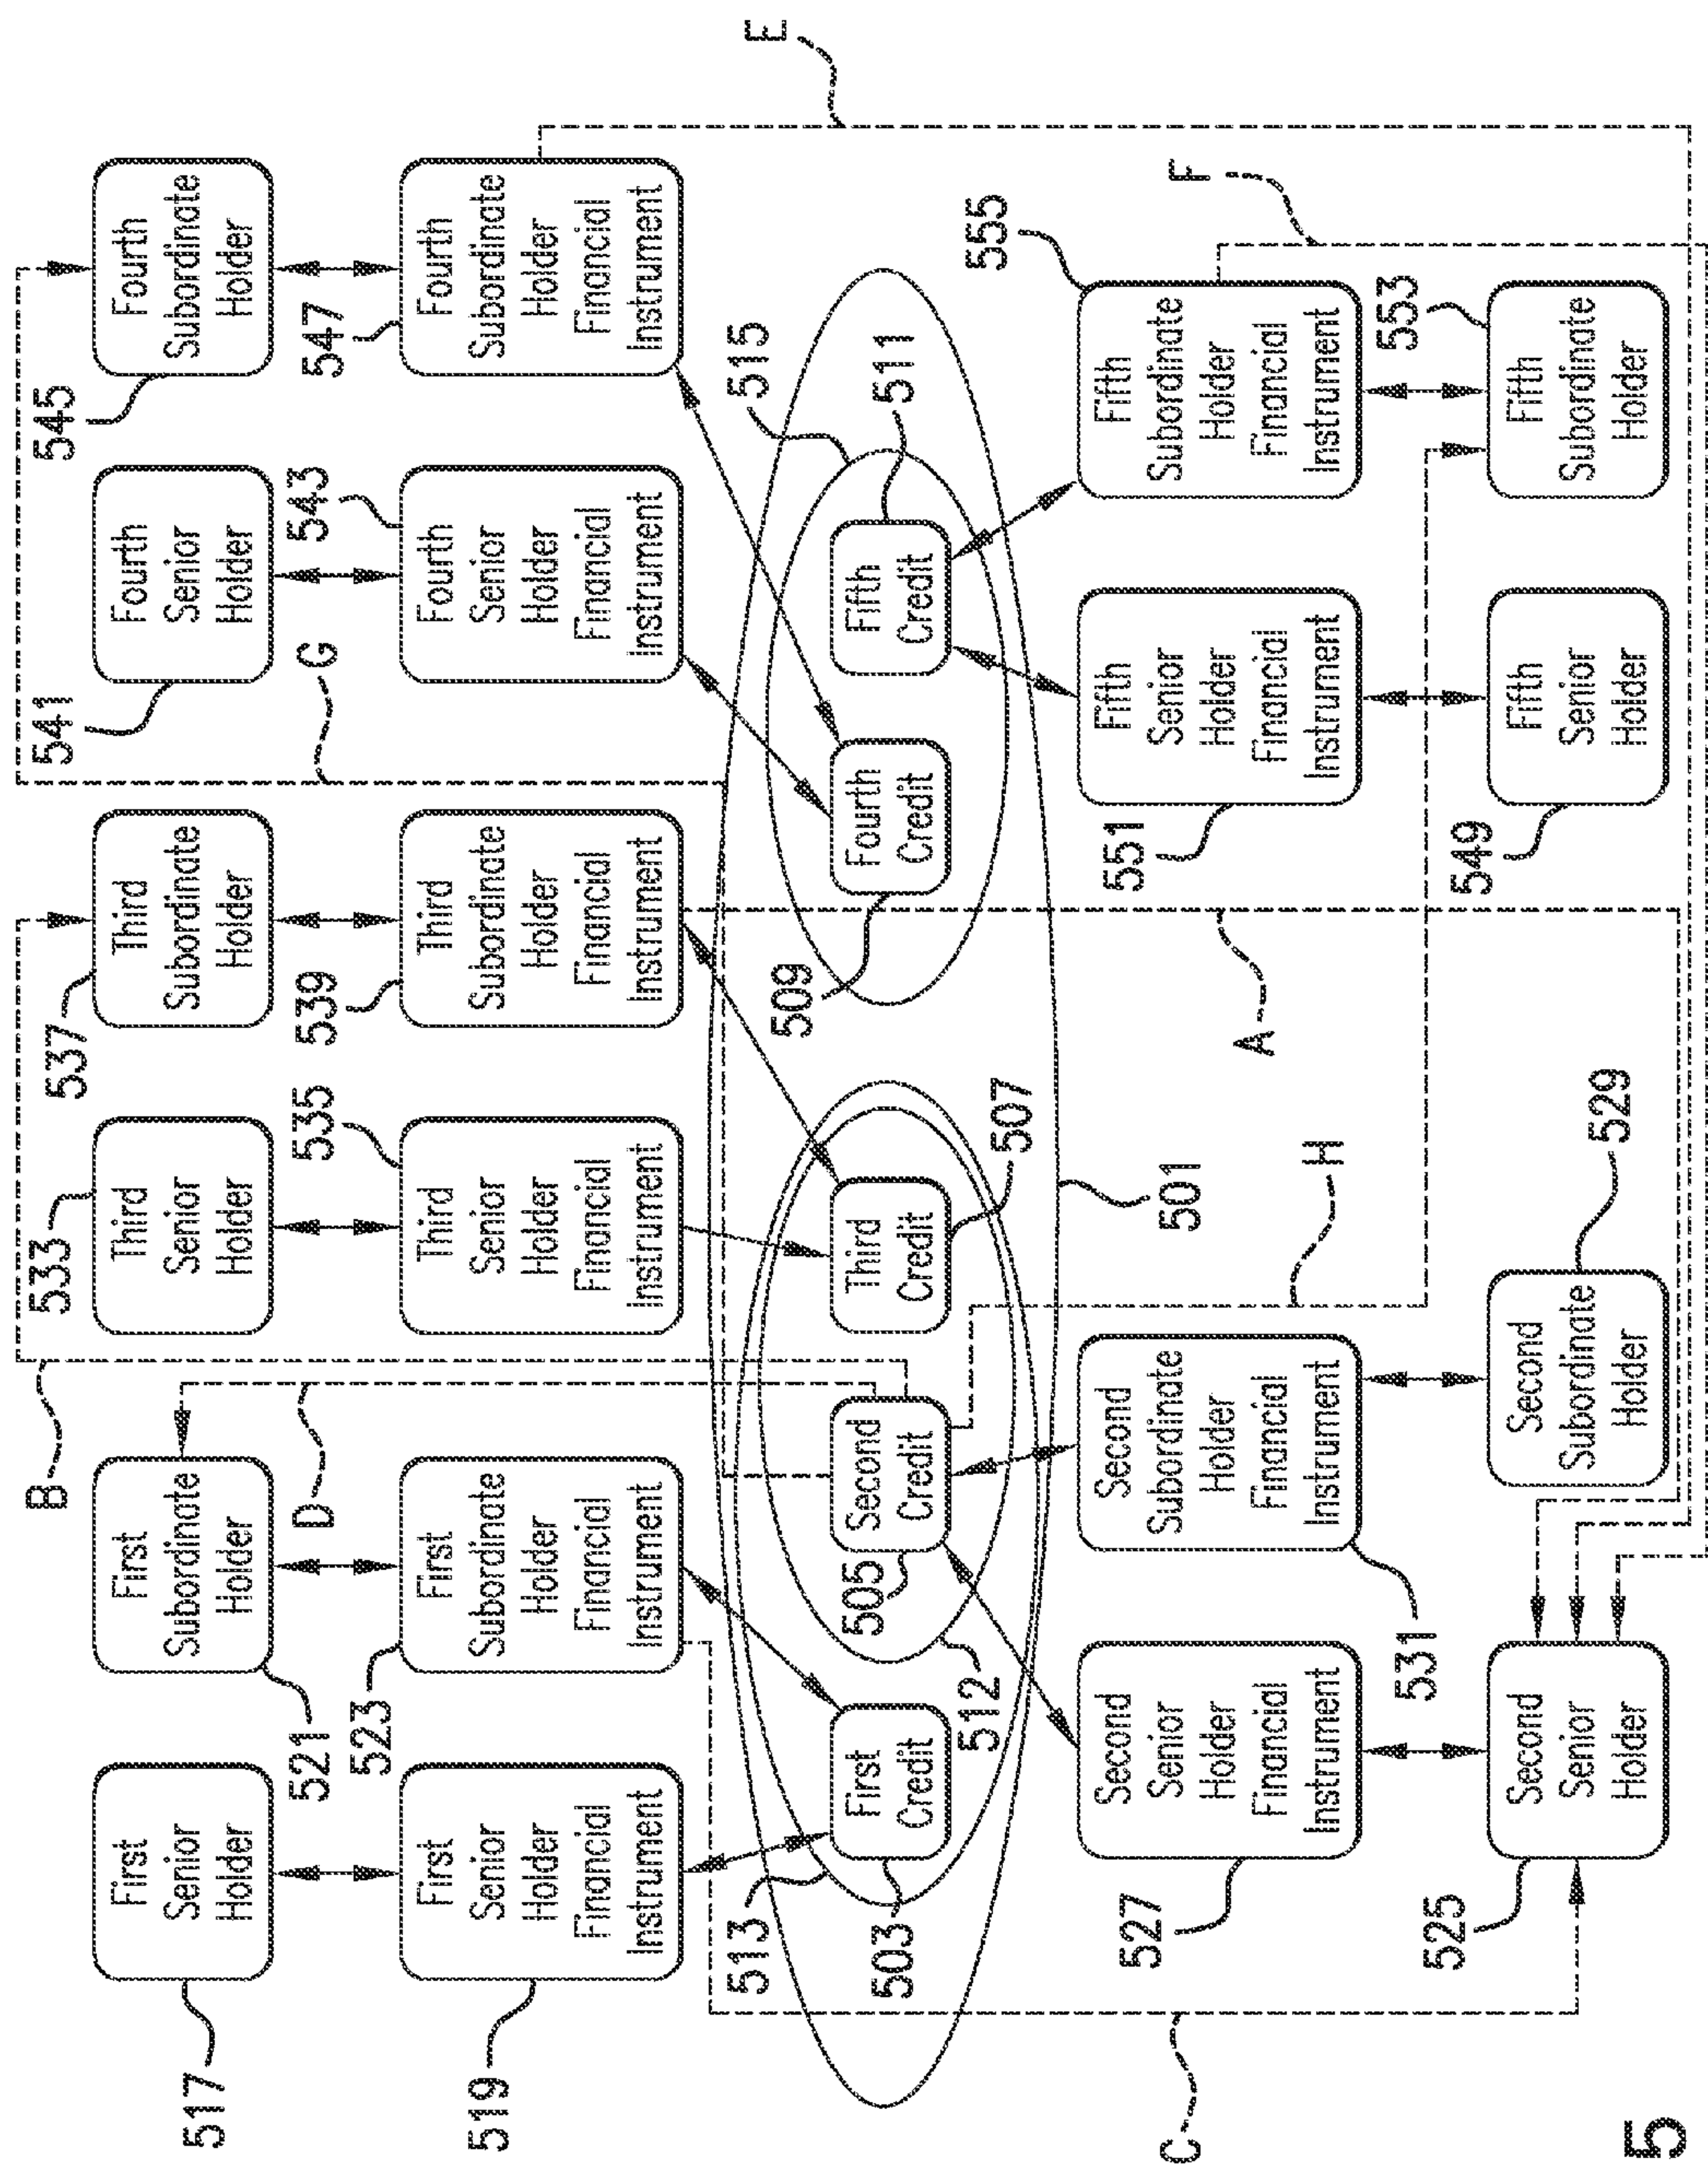 517
First
Senior
Holder
519
First
Senior
Holder
Financial
Instrument
521
First
Subordinate
Holder
523
First
Subordinate
Holder
Financial
Instrument
B
D
533
Third
Senior
Holder
535
Third
Senior
Holder
Financial
Instrument
537
Third
Subordinate
Holder
539
Third
Subordinate
Holder
Financial
Instrument
G
541
Fourth
Senior
Holder
543
Fourth
Senior
Holder
Financial
Instrument
545
Fourth
Subordinate
Holder
547
Fourth
Subordinate
Holder
Financial
Instrument
E
513
503
First
Credit
512
505
Second
Credit
Third
Credit
507
501
509
Fourth
Credit
Fifth
Credit
511
515
C
527
Second
Senior
Holder
Financial
Instrument
525
Second
Senior
Holder
531
Second
Subordinate
Holder
Financial
Instrument
Second
Subordinate
Holder
529
H
A
551
Fifth
Senior
Holder
Financial
Instrument
549
Fifth
Senior
Holder
555
Fifth
Subordinate
Holder
Financial
Instrument
553
Fifth
Subordinate
Holder
F
5